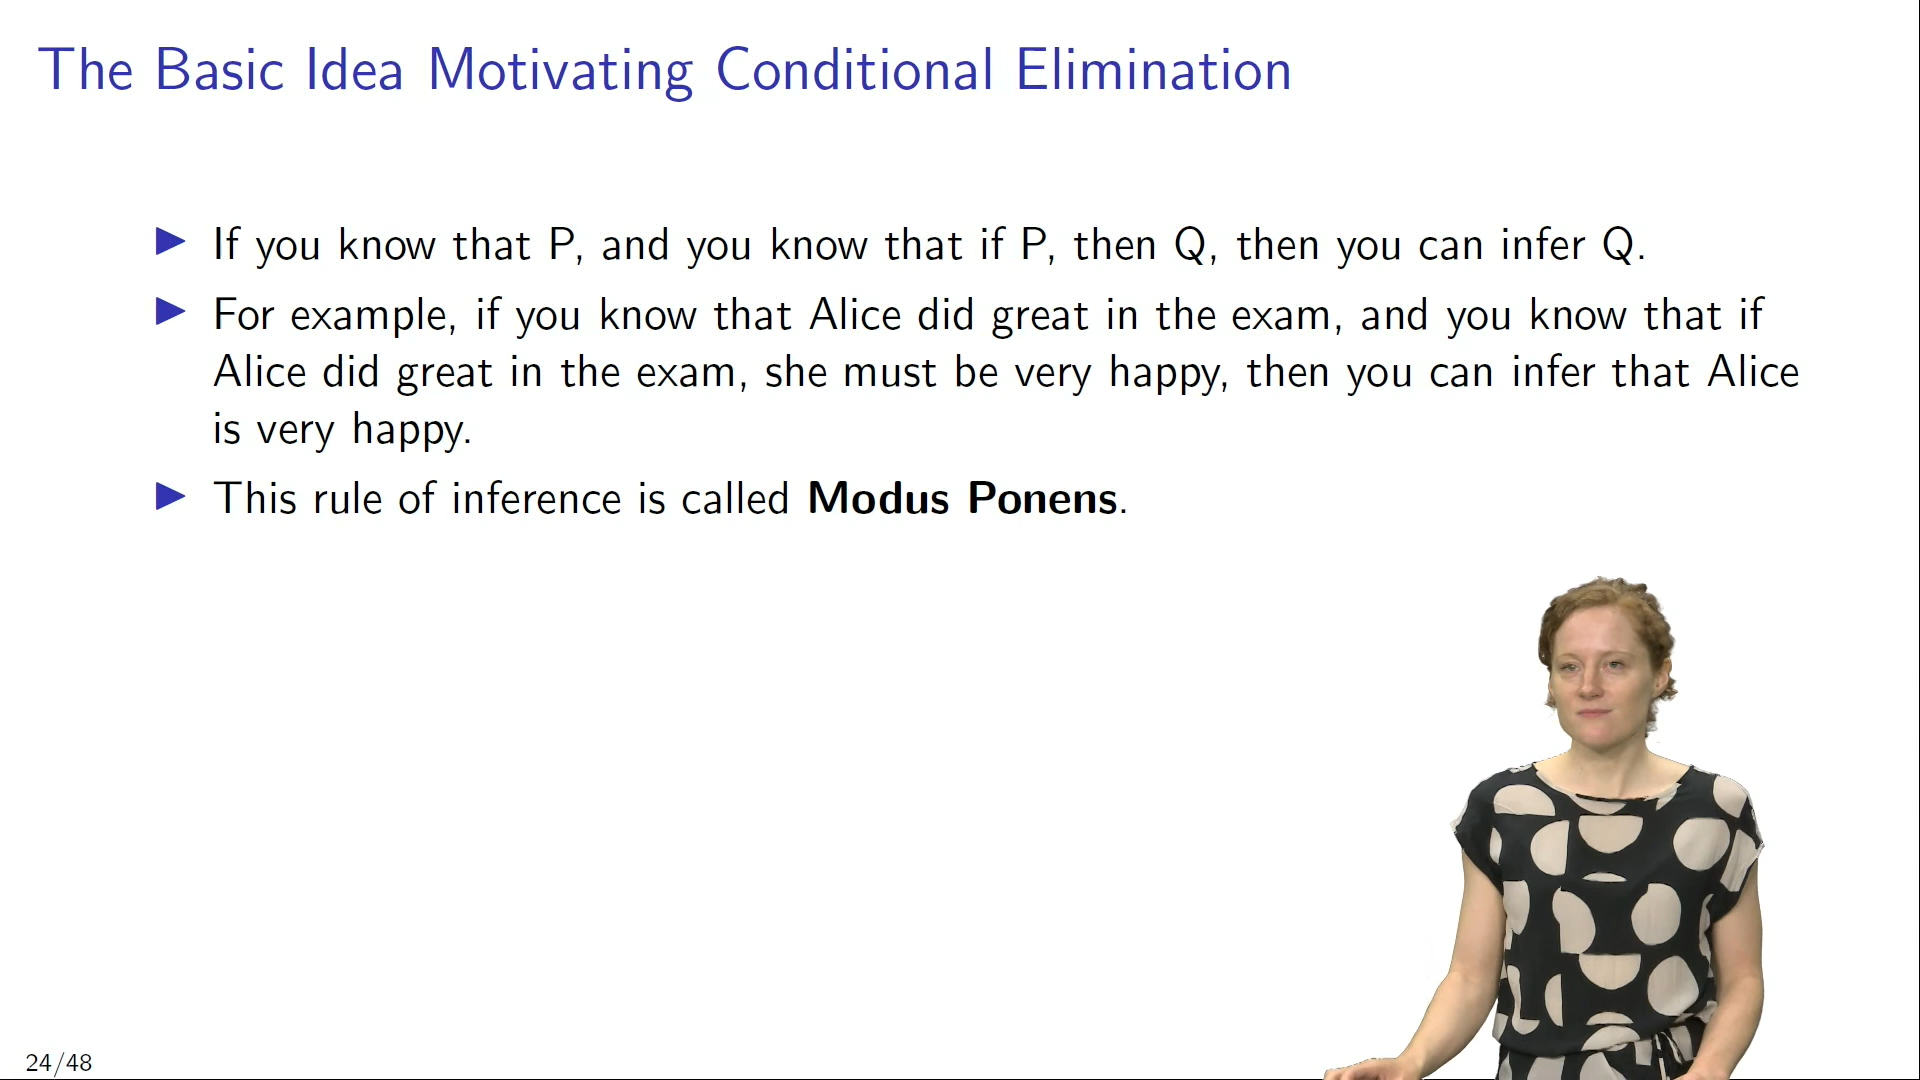 The Basic Idea Motivating Conditional Elimination
If you know that P, and you know that if P, then Q, then you can infer Q.
For example, if you know that Alice did great in the exam, and you know that if
Alice did great in the exam, she must be very happy, then you can infer that Alice
is very happy.
This rule of inference is called Modus Ponens.
24/48